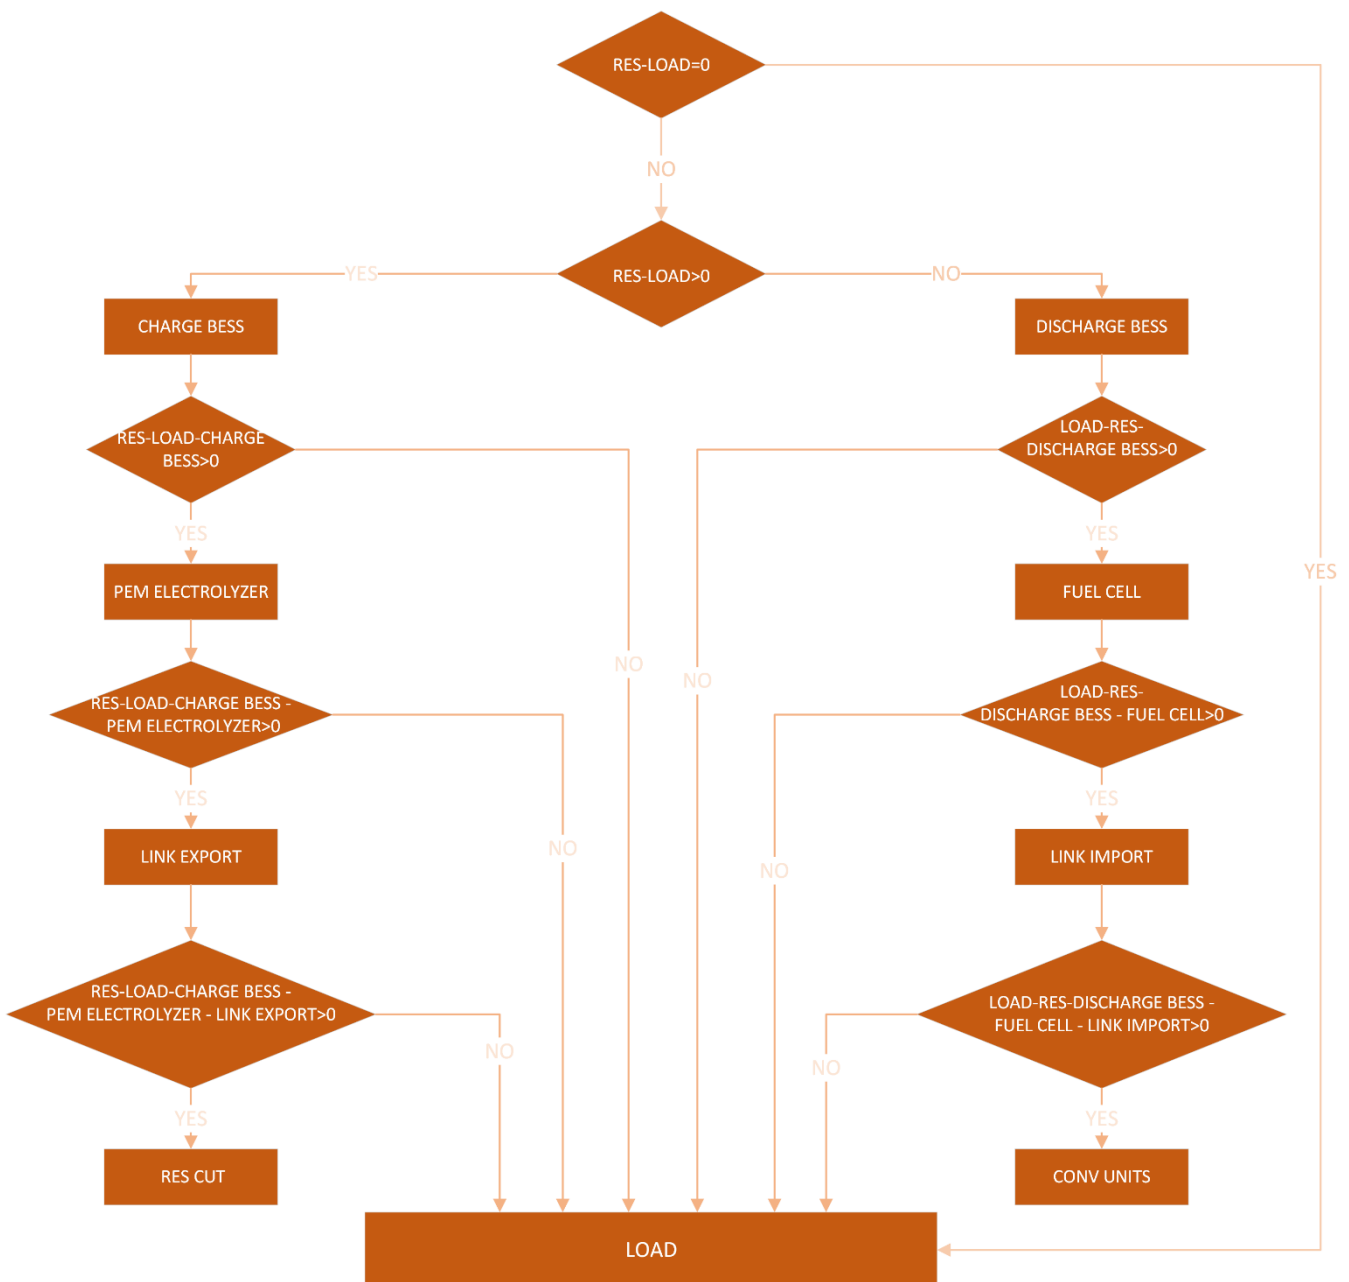 RES-LOAD=0
NO
RES-LOAD>0
YES
NO
CHARGE BESS
DISCHARGE BESS
RES-LOAD-CHARGE
BESS>0
LOAD-RES-
DISCHARGE BESS>0
YES
YES
PEM ELECTROLYZER
FUEL CELL
YES
NO
NO
RES-LOAD-CHARGE BESS -
PEM ELECTROLYZER>0
LOAD-RES-
DISCHARGE BESS - FUEL CELL>0
YES
YES
LINK EXPORT
NO
NO
LINK IMPORT
RES-LOAD-CHARGE BESS -
PEM ELECTROLYZER - LINK EXPORT>0
LOAD-RES-DISCHARGE BESS -
FUEL CELL - LINK IMPORT>0
NO
NO
YES
YES
RES CUT
CONV UNITS
LOAD